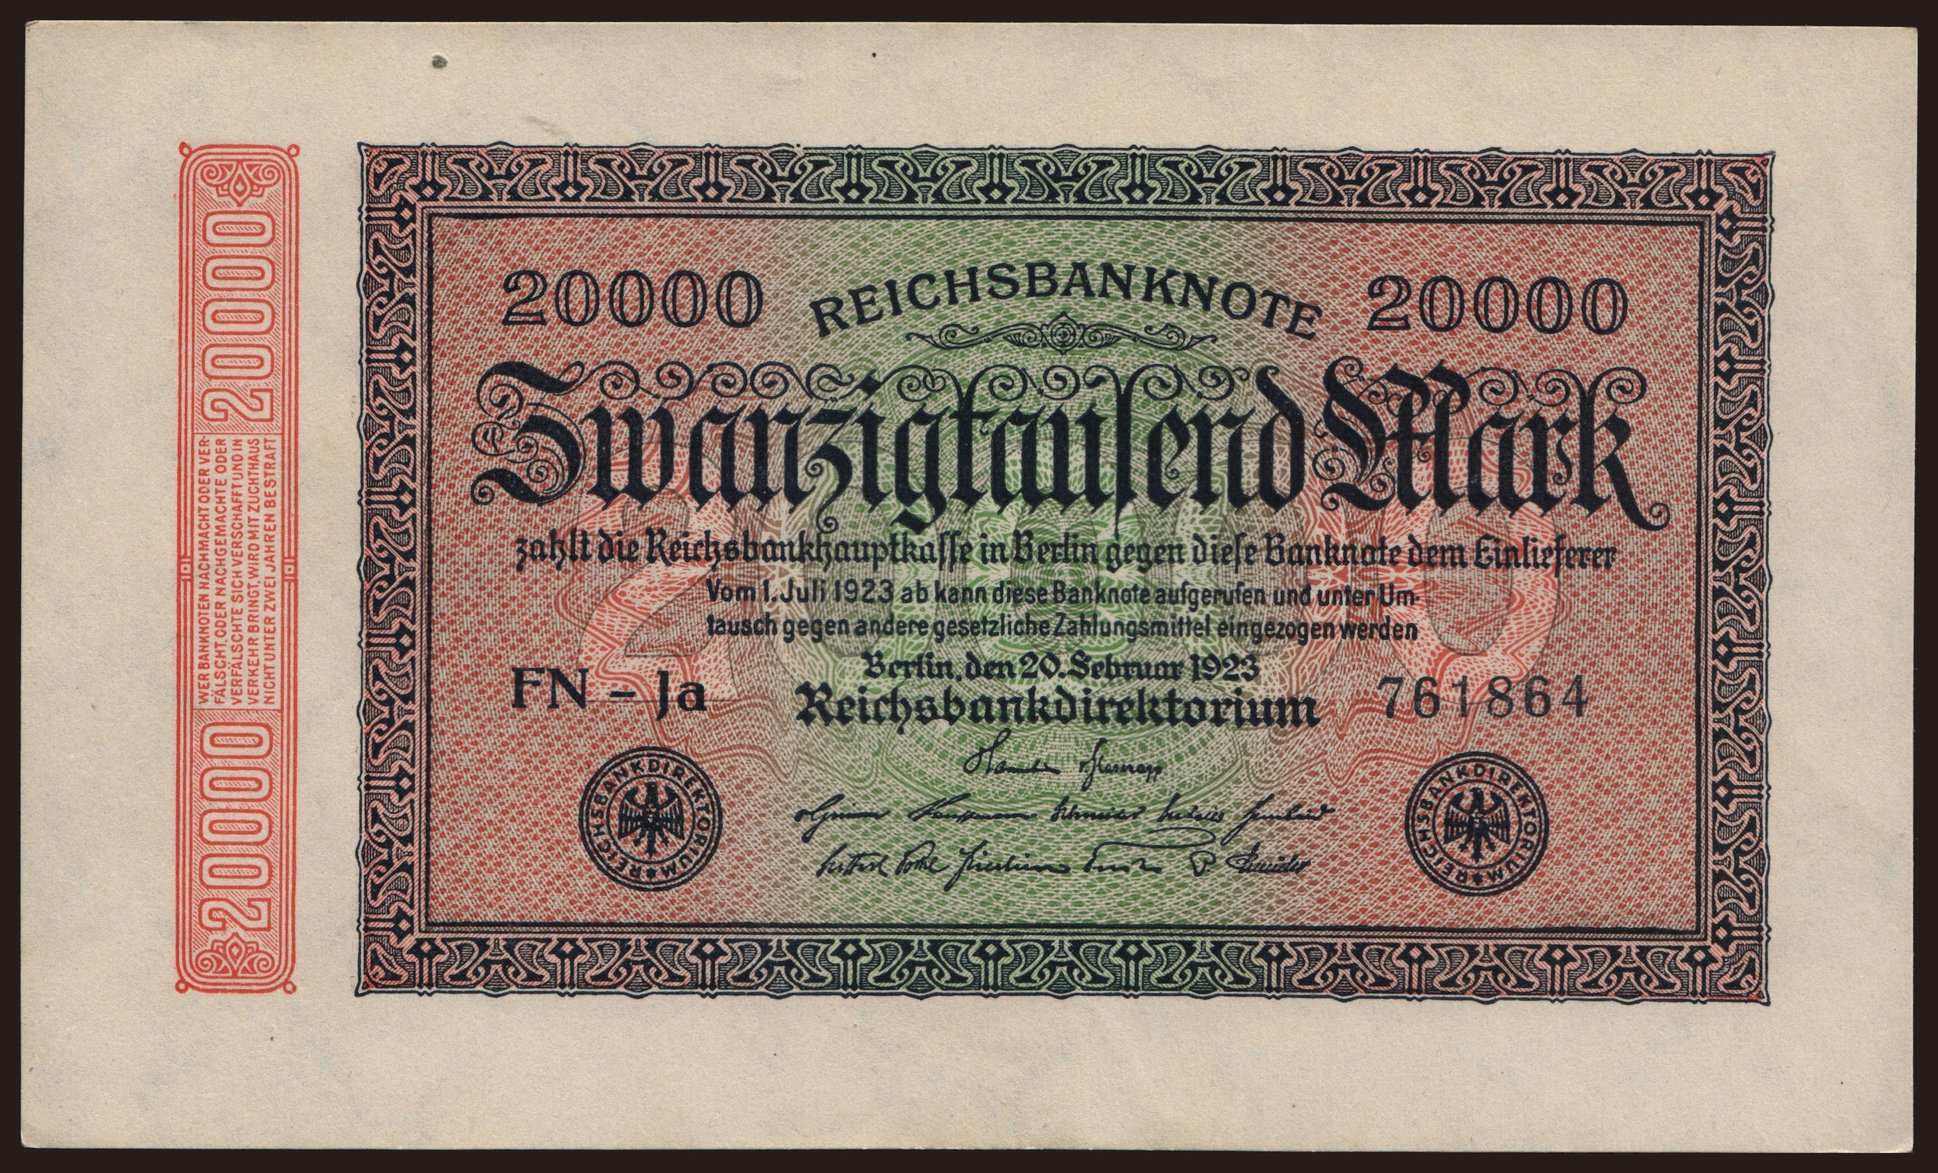 20000
WER BANKNOTEN NACHMACHT ODER VER-
FÄLSCHT ODER NACHGEMACHTE ODER
VERFÄLSCHTE SICH VERSCHAFFT UND IN
VERKEHR BRINGT, WIRD MIT ZUCHTHAUS
NICHT UNTER ZWEI JAHREN BESTRAFT
20000
20000 REICHSBANKNOTE 20000
Zwanzigtausend Mark
zahlt die Reichsbankhauptkasse in Berlin gegen diese Banknote dem Einlieferer
Vom 1. Juli 1923 ab kann diese Banknote aufgerufen und unter Um-
tausch gegen andere gesetzliche Zahlungsmittel eingezogen werden
Berlin, den 20. Februar 1923
FN - Ja Reichsbankdirektorium 761864
REICHSBANKDIREKTORIUM
REICHSBANKDIREKTORIUM
20000